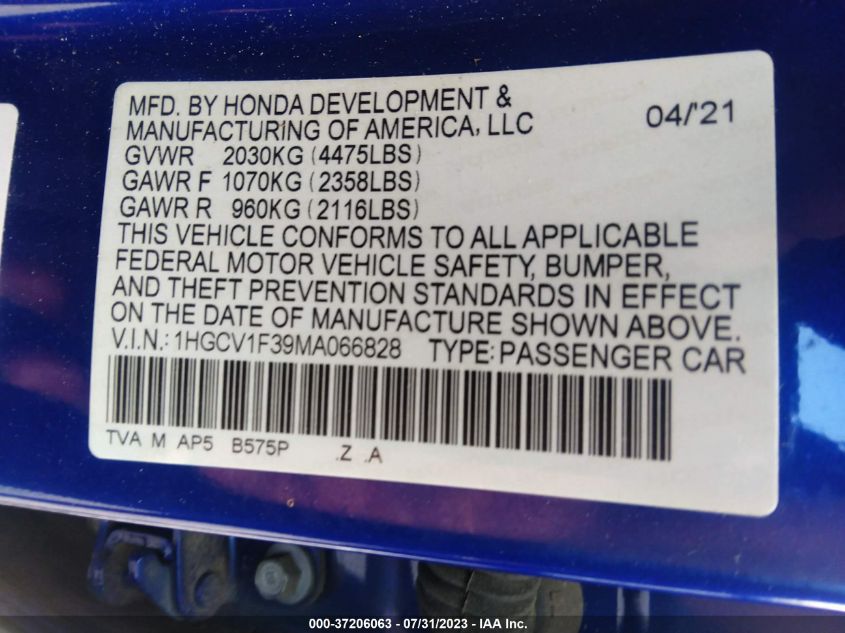 MFD. BY HONDA DEVELOPMENT &
MANUFACTURING OF AMERICA, LLC
04/'21
GVWR 2030KG (4475LBS)
GAWR F 1070KG (2358LBS)
GAWR R 960KG (2116LBS)
THIS VEHICLE CONFORMS TO ALL APPLICABLE
FEDERAL MOTOR VEHICLE SAFETY, BUMPER,
AND THEFT PREVENTION STANDARDS IN EFFECT
ON THE DATE OF MANUFACTURE SHOWN ABOVE.
V.I.N.: 1HGCV1F39MA066828 TYPE: PASSENGER CAR
TVA M AP5 B575P .Z .A
000-37206063 - 07/31/2023 - IAA Inc.